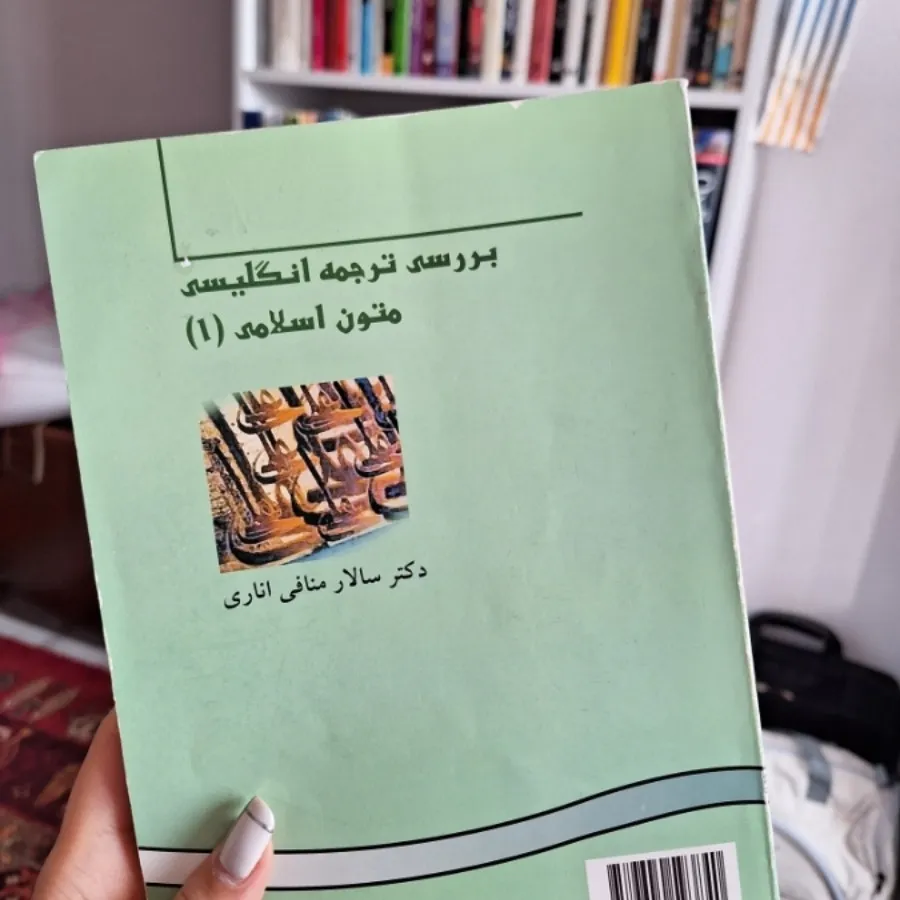 بررسی ترجمه انگلیسی
متون اسلامی (۱)
دکتر سالار منافی اناری